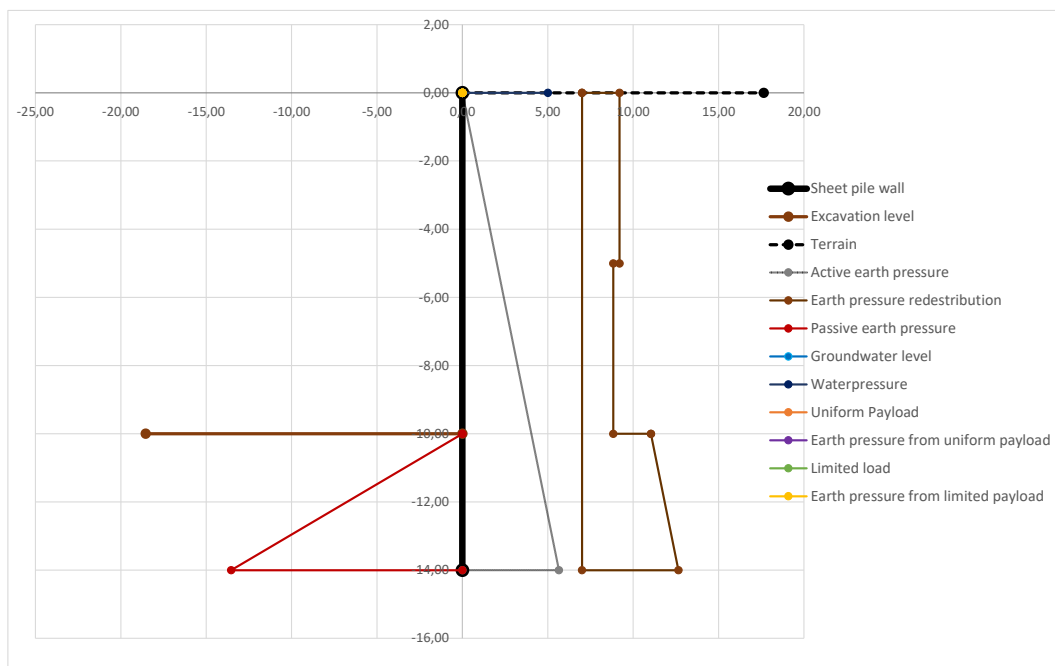 2,00
0,00
-25,00 -20,00 -15,00 -10,00 -5,00 0,00 5,00 10,00 15,00 20,00
-2,00
-4,00
Sheet pile wall
Excavation level
Terrain
Active earth pressure
-6,00
Earth pressure redestribution
Passive earth pressure
Groundwater level
-8,00
Waterpressure
Uniform Payload
-10,00
Earth pressure from uniform payload
Limited load
Earth pressure from limited payload
-12,00
-14,00
-16,00